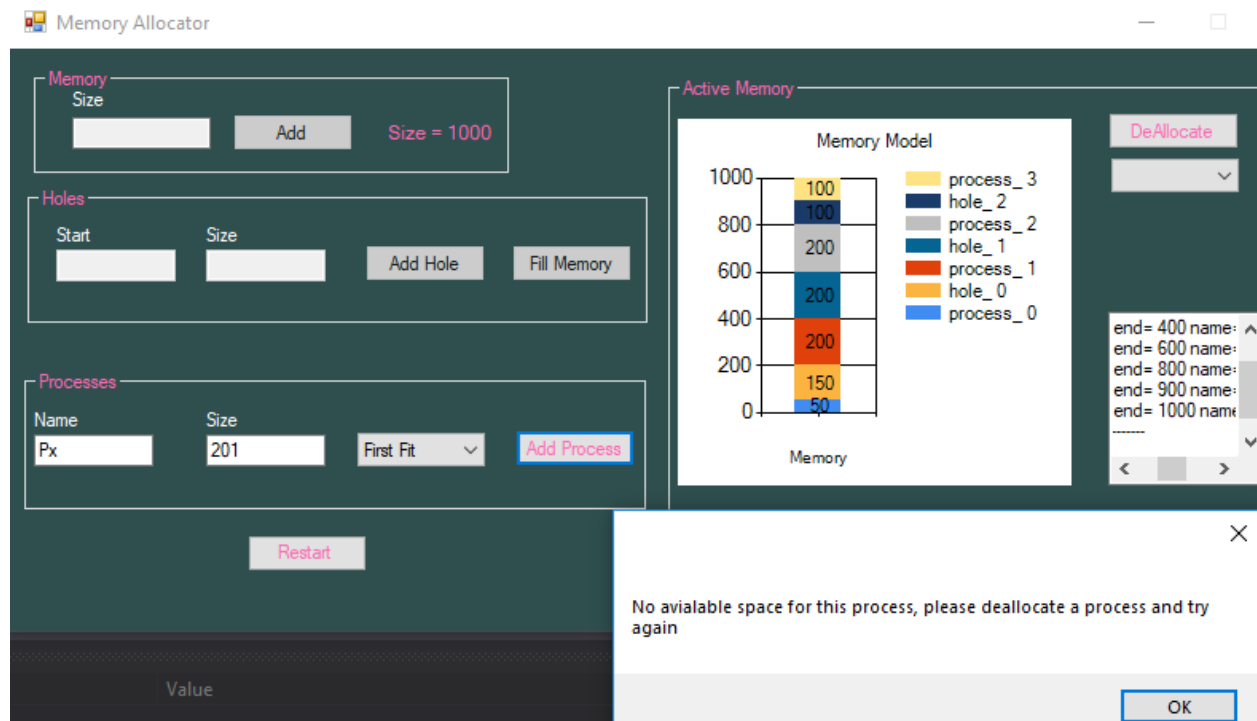 Memory Allocator
Memory
Size
Add
Size = 1000
Holes
Start
Size
Add Hole
Fill Memory
Processes
Name
Size
Px
201
First Fit
Add Process
Restart
Active Memory
Memory Model
1000
800
600
400
200
0
100
100
200
200
200
150
50
Memory
process_ 3
hole_ 2
process_ 2
hole_ 1
process_ 1
hole_ 0
process_ 0
DeAllocate
end= 400 name=
end= 600 name=
end= 800 name=
end= 900 name=
end= 1000 name
-------
No avialable space for this process, please deallocate a process and try
again
OK
Value